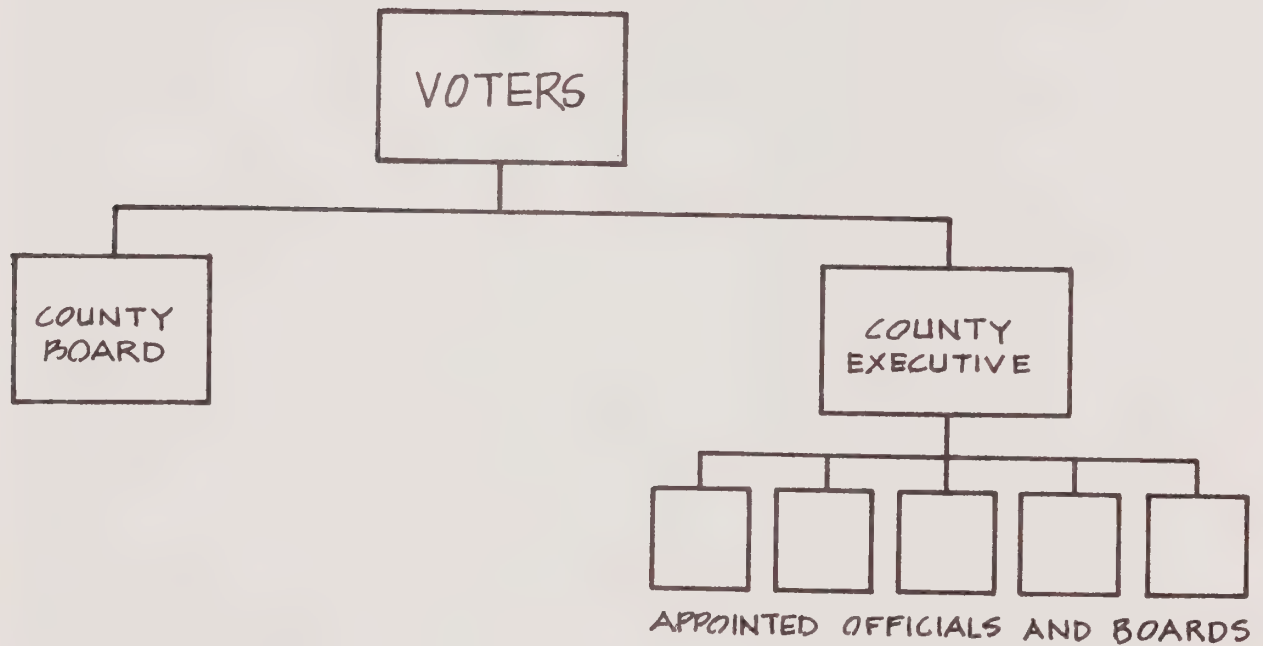 VOTERS
COUNTY
BOARD
COUNTY
EXECUTIVE
APPOINTED OFFICIALS AND BOARDS